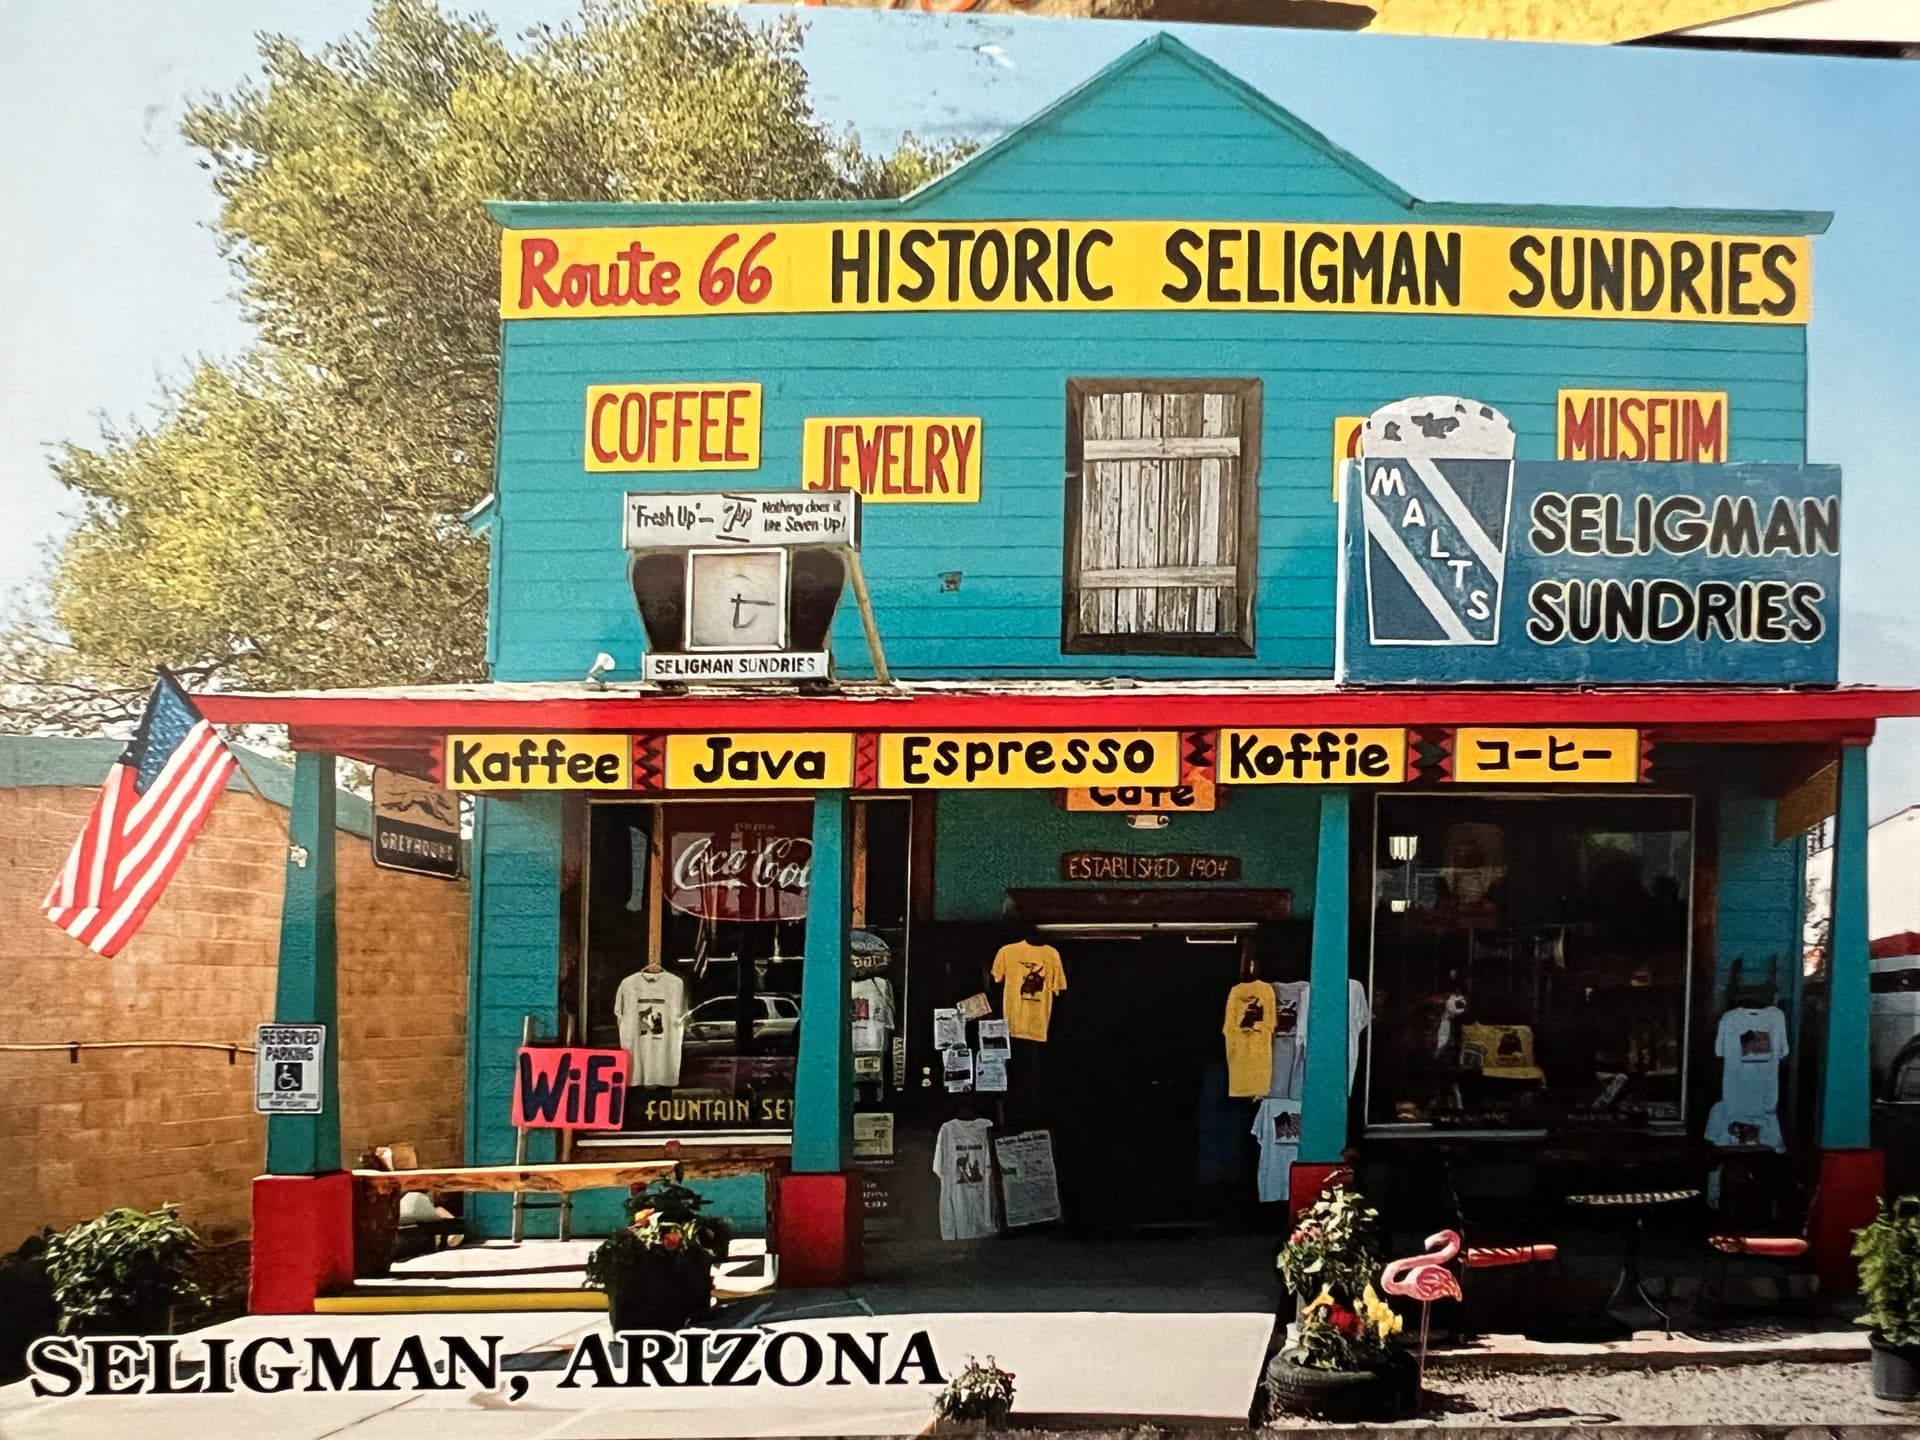 Route 66 HISTORIC SELIGMAN SUNDRIES
COFFEE
JEWELRY
MUSEUM
MALTS
SELIGMAN
SUNDRIES
"Fresh Up"— 7up Nothing does it
like Seven-Up!
SELIGMAN SUNDRIES
Kaffee Java Espresso Koffie コーヒー
Cafe
GREYHOUND
Coca-Cola
ESTABLISHED 1904
RESERVED
PARKING
WiFi
FOUNTAIN
SELIGMAN, ARIZONA